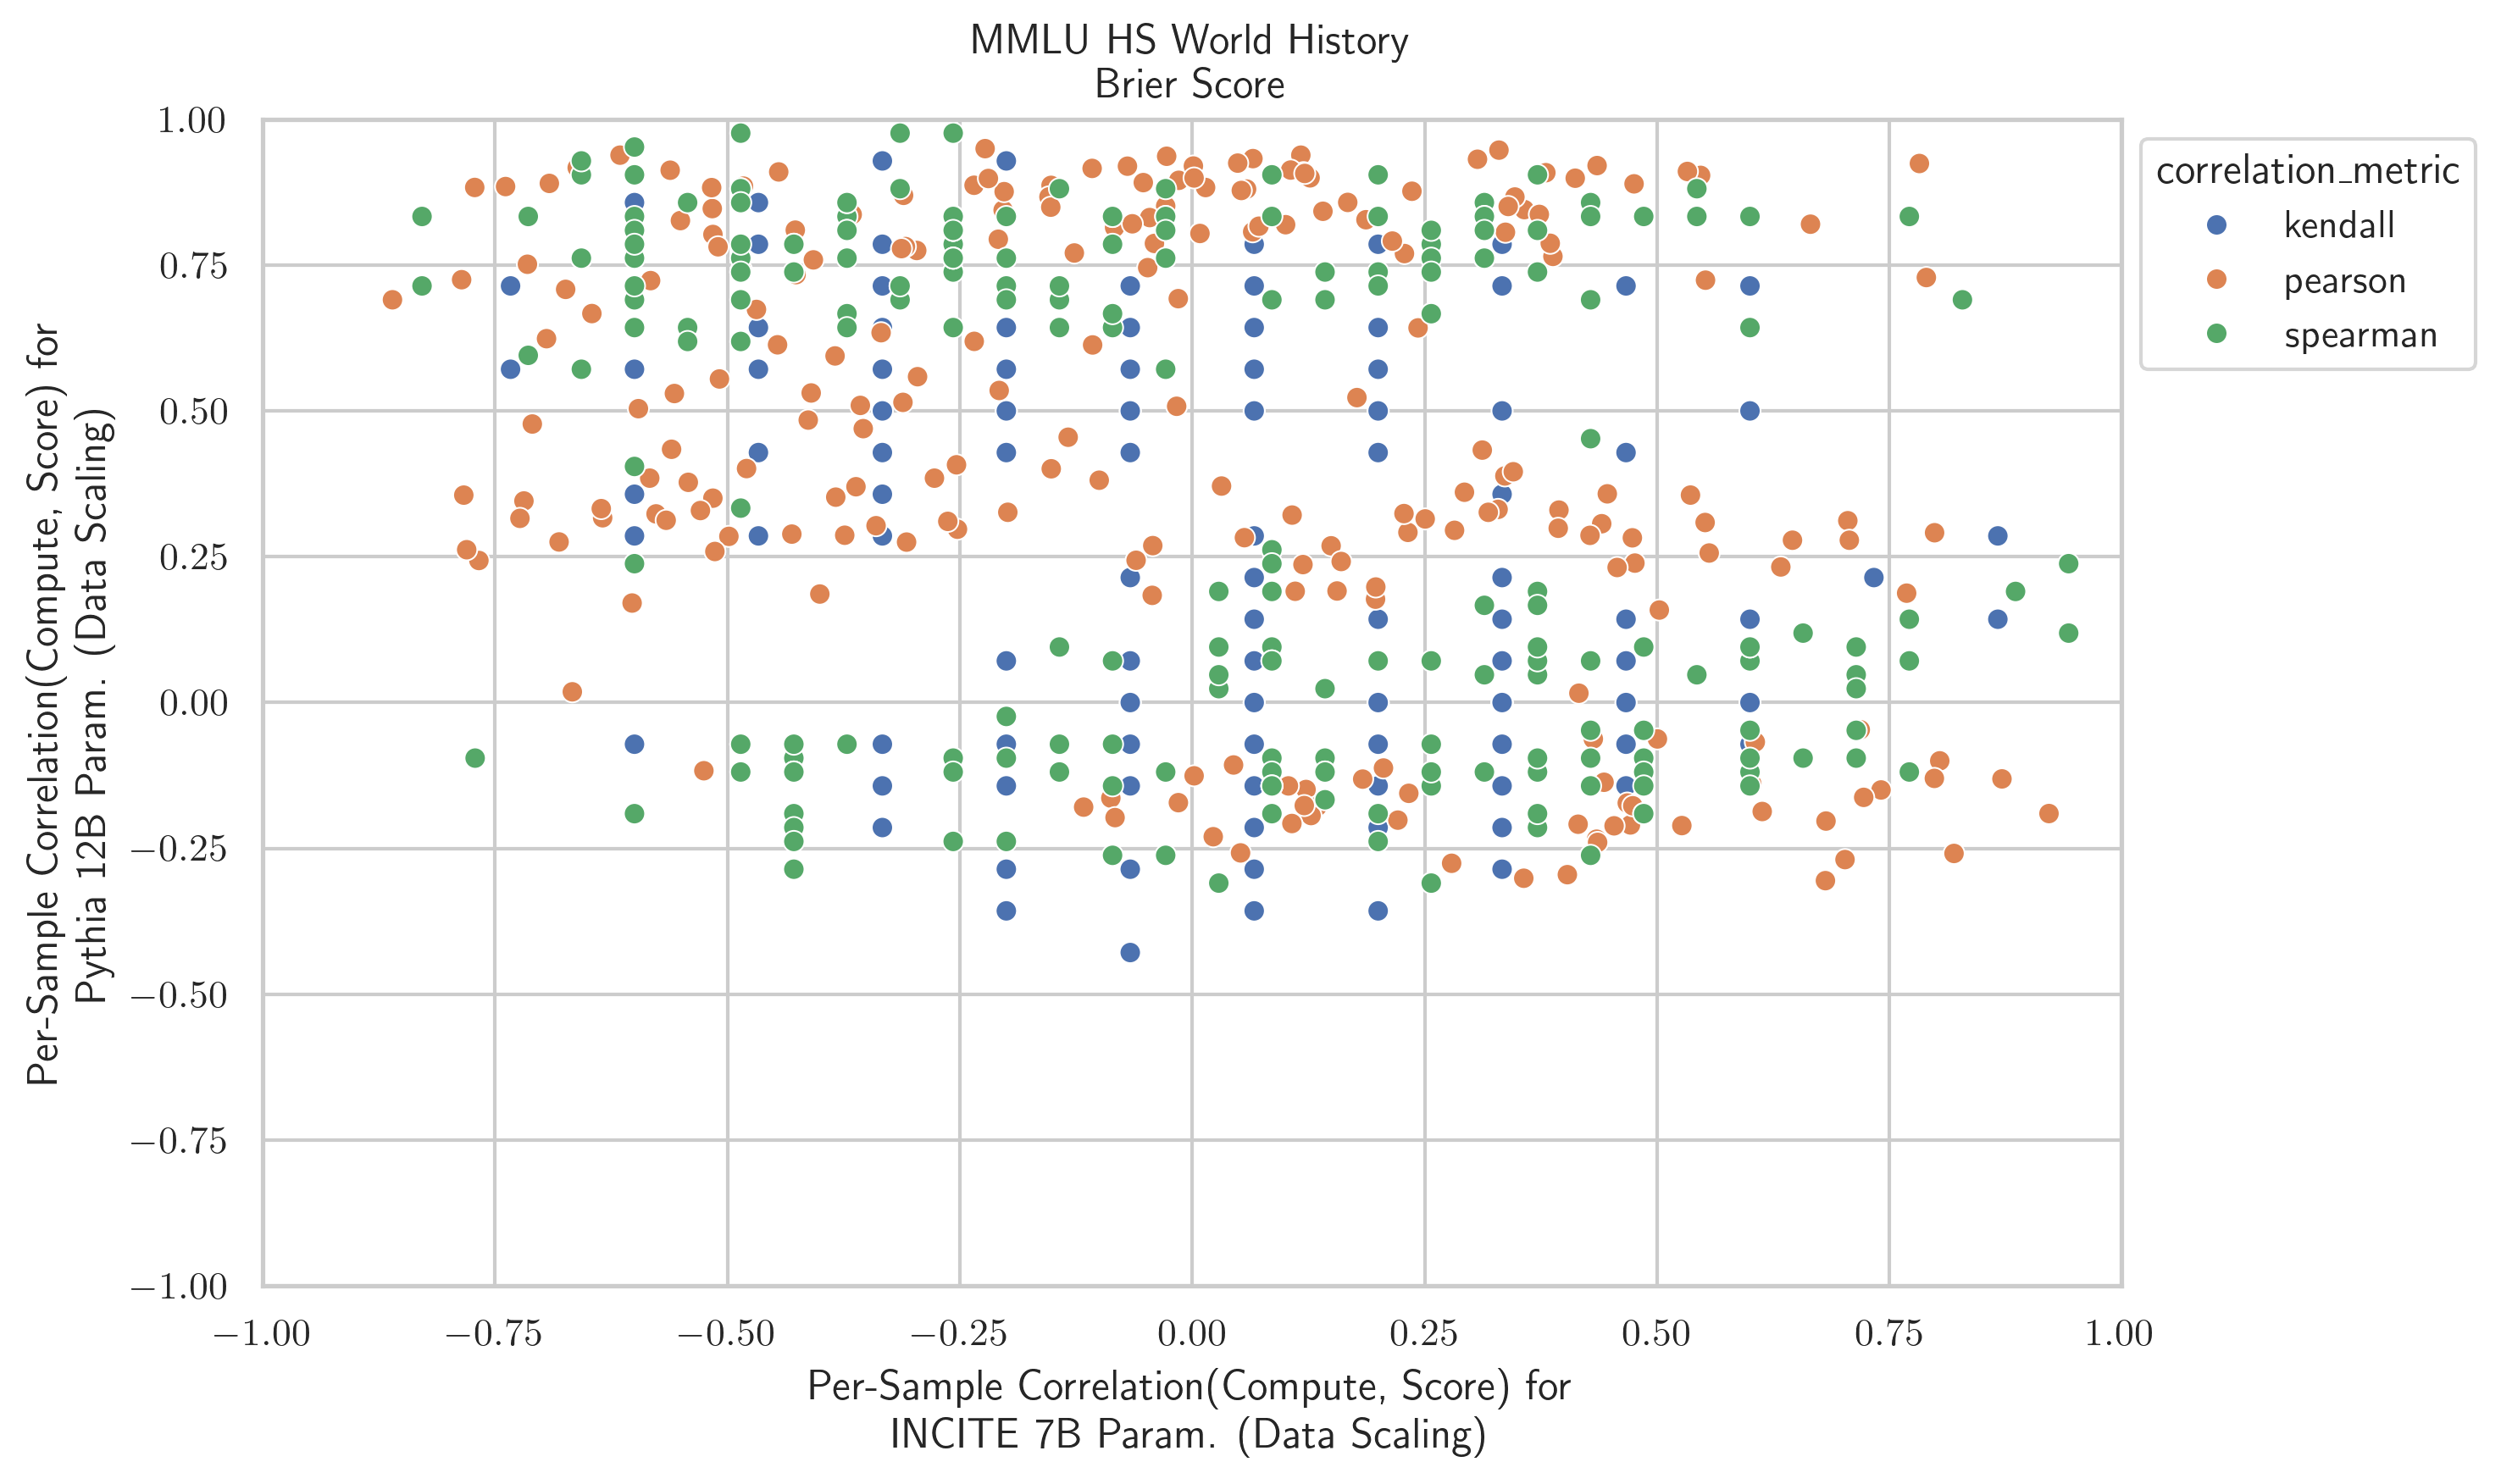 MMLU HS World History
Brier Score
Per-Sample Correlation(Compute, Score) for
Pythia 12B Param. (Data Scaling)
1.00
0.75
0.50
0.25
0.00
−0.25
−0.50
−0.75
−1.00
−1.00
−0.75
−0.50
−0.25
0.00
0.25
0.50
0.75
1.00
Per-Sample Correlation(Compute, Score) for
INCITE 7B Param. (Data Scaling)
correlation_metric
kendall
pearson
spearman